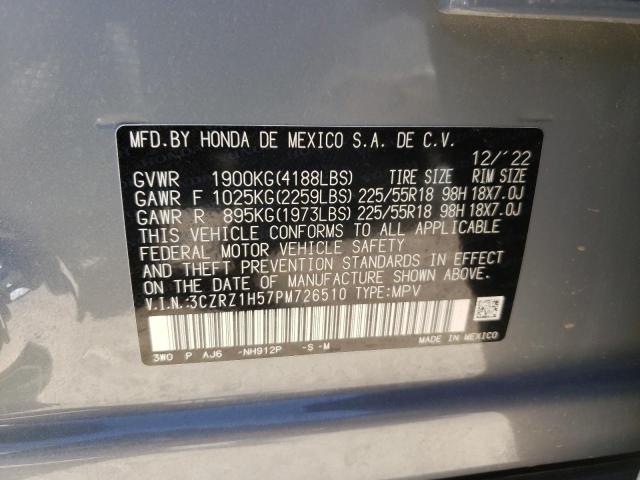 MFD.BY HONDA DE MEXICO S.A. DE C.V.
12/'22
GVWR 1900KG(4188LBS) TIRE SIZE RIM SIZE
GAWR F 1025KG(2259LBS) 225/55R18 98H 18X7.0J
GAWR R 895KG(1973LBS) 225/55R18 98H 18X7.0J
THIS VEHICLE CONFORMS TO ALL APPLICABLE
FEDERAL MOTOR VEHICLE SAFETY
AND THEFT PREVENTION STANDARDS IN EFFECT
ON THE DATE OF MANUFACTURE SHOWN ABOVE.
V.I.N.:3CZRZ1H57PM726510 TYPE:MPV
3W0 P AJ6 -NH912P -S -M MADE IN MEXICO